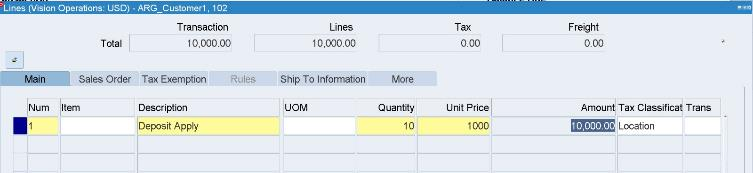 Lines (Vision Operations: USD) - ARG_Customer1, 102
Transaction Lines Tax Freight
Total 10,000.00 10,000.00 0.00 0.00
Main Sales Order Tax Exemption Rules Ship To Information More
Num Item Description UOM Quantity Unit Price Amount Tax Classificat Trans
1 Deposit Apply 10 1000 10,000.00 Location